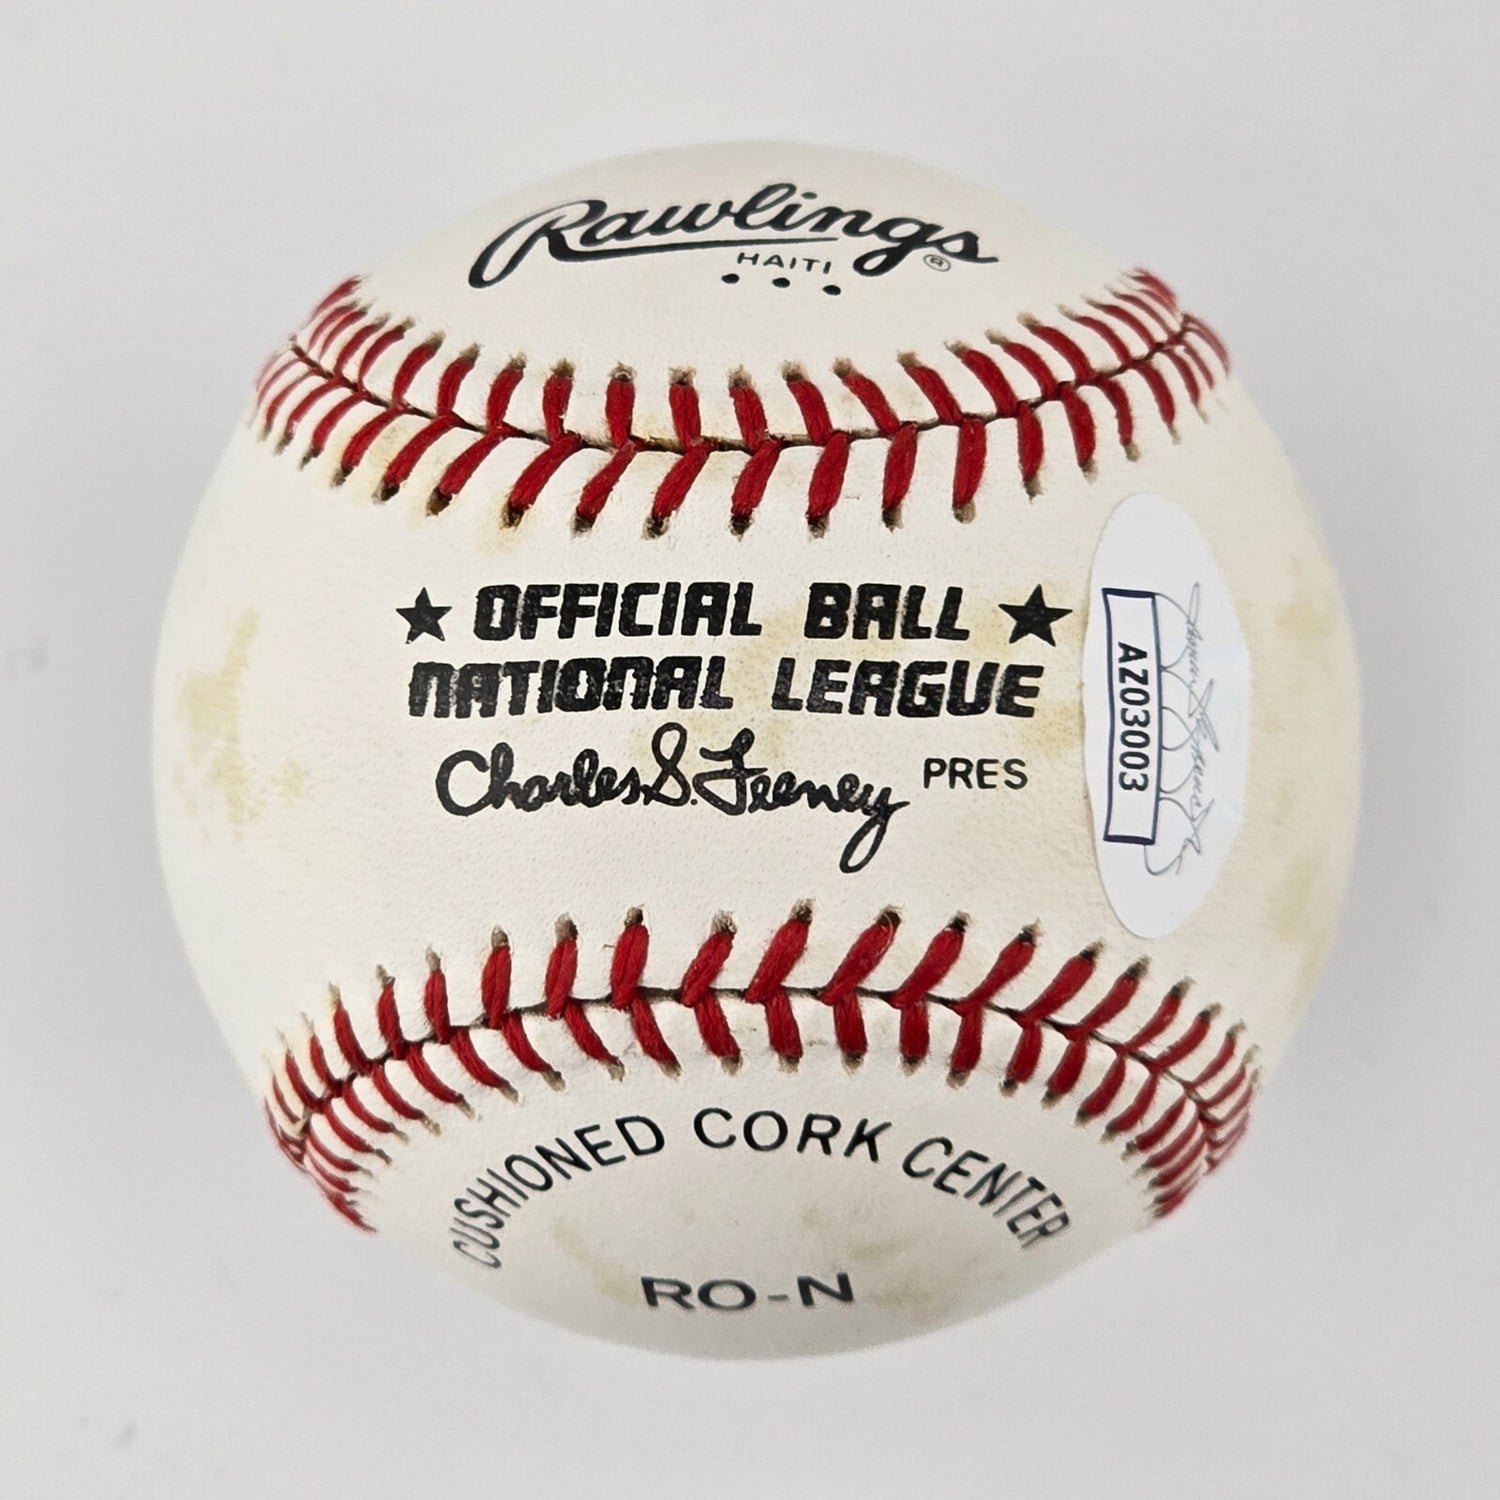 Rawlings ®
HAITI
★ OFFICIAL BALL ★
NATIONAL LEAGUE
Charles S. Feeney PRES
AZ03003
CUSHIONED CORK CENTER
RO-N